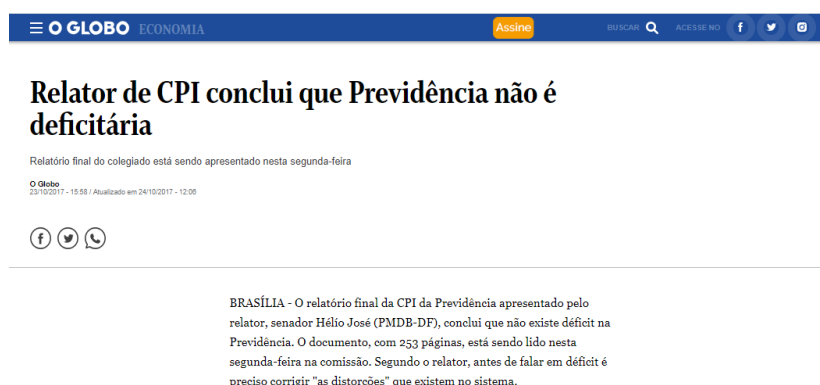 O GLOBO ECONOMIA Assine BUSCAR ACESSE NO
Relator de CPI conclui que Previdência não é
deficitária
Relatório final do colegiado está sendo apresentado nesta segunda-feira
O Globo
23/10/2017 - 15:58 / Atualizado em 24/10/2017 - 12:06
BRASÍLIA - O relatório final da CPI da Previdência apresentado pelo
relator, senador Hélio José (PMDB-DF), conclui que não existe déficit na
Previdência. O documento, com 253 páginas, está sendo lido nesta
segunda-feira na comissão. Segundo o relator, antes de falar em déficit é
preciso corrigir "as distorções" que existem no sistema.